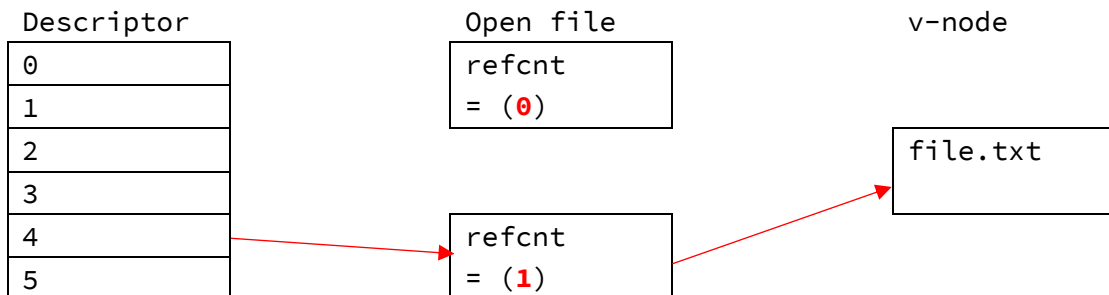 Descriptor Open file v-node
0
1
2
3
4
5
refcnt
= (0)
refcnt
= (1)
file.txt